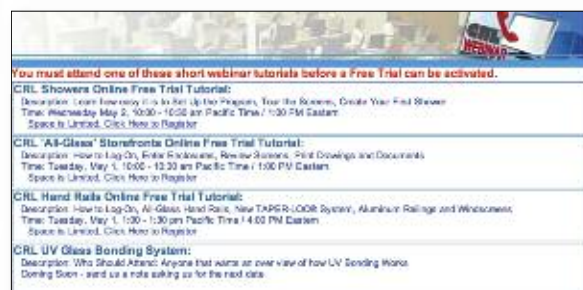 CRL
WEBINAR
You must attend one of these short webinar tutorials before a Free Trial can be activated.
CRL Showers Online Free Trial Tutorial:
Description: Learn how easy it is to Set Up the Program, Tour the Screens, Create Your First Shower
Time: Wednesday May 2, 10:00 - 10:30 am Pacific Time / 1:00 PM Eastern
Space is Limited, Click Here to Register
CRL 'All-Glass' Storefronts Online Free Trial Tutorial:
Description: How to Log-On, Enter Enclosures, Review Screens, Print Drawings and Documents
Time: Tuesday, May 1, 10:00 - 10:30 am Pacific Time / 1:00 PM Eastern
Space is Limited, Click Here to Register
CRL Hand Rails Online Free Trial Tutorial:
Description: How to Log-On, All-Glass Hand Rails, New TAPER-LOC® System, Aluminum Railings and Windscreens
Time: Tuesday, May 1, 1:00 - 1:30 pm Pacific Time / 4:00 PM Eastern
Space is Limited, Click Here to Register
CRL UV Glass Bonding System:
Description: Who Should Attend: Anyone that wants an over view of how UV Bonding Works
Coming Soon - send us a note asking us for the next date